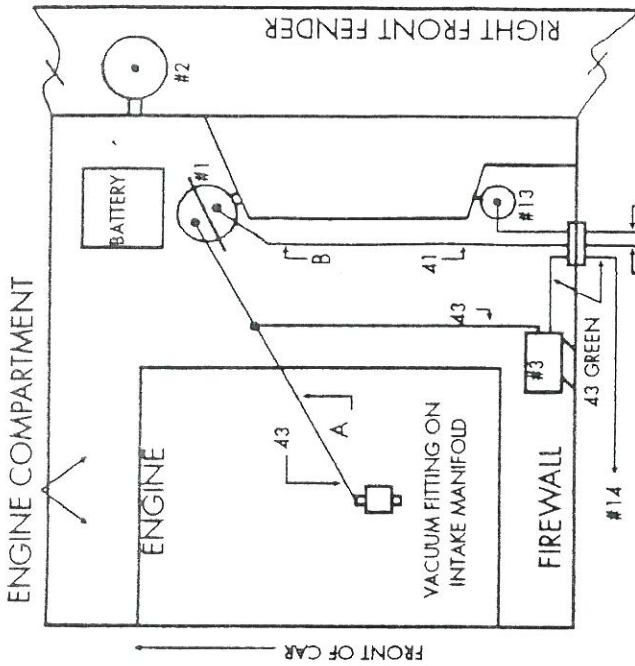 ENGINE COMPARTMENT
FRONT OF CAR
RIGHT FRONT FENDER
#2
BATTERY
#1
ENGINE
43
A
VACUUM FITTING ON
INTAKE MANIFOLD
B
41
43
#13
#3
FIREWALL
43 GREEN
#14